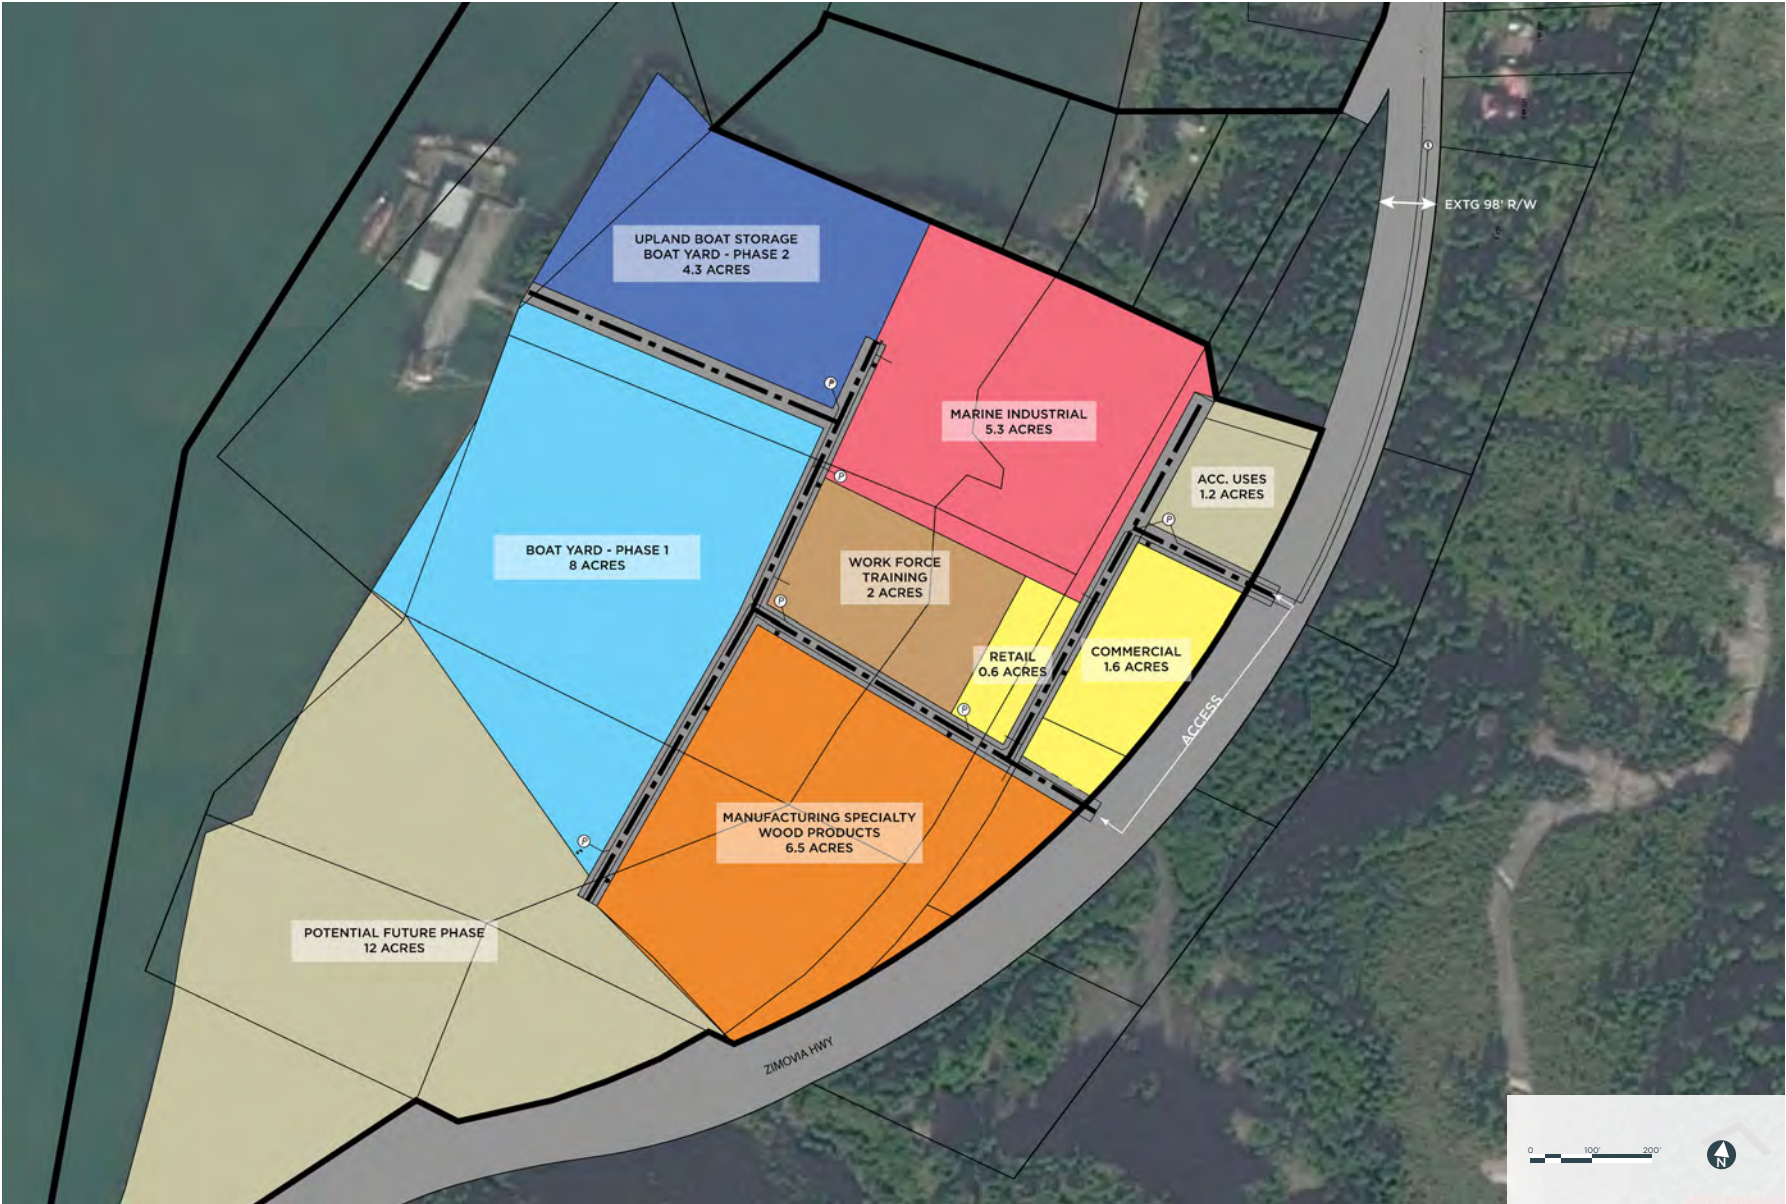 EXTG 98' R/W
UPLAND BOAT STORAGE
BOAT YARD - PHASE 2
4.3 ACRES
P
MARINE INDUSTRIAL
5.3 ACRES
P
ACC. USES
1.2 ACRES
P
BOAT YARD - PHASE 1
8 ACRES
WORK FORCE
TRAINING
2 ACRES
P
RETAIL
0.6 ACRES
COMMERCIAL
1.6 ACRES
P
ACCESS
MANUFACTURING SPECIALTY
WOOD PRODUCTS
6.5 ACRES
P
POTENTIAL FUTURE PHASE
12 ACRES
ZIMOVIA HWY
0 100' 200'
N